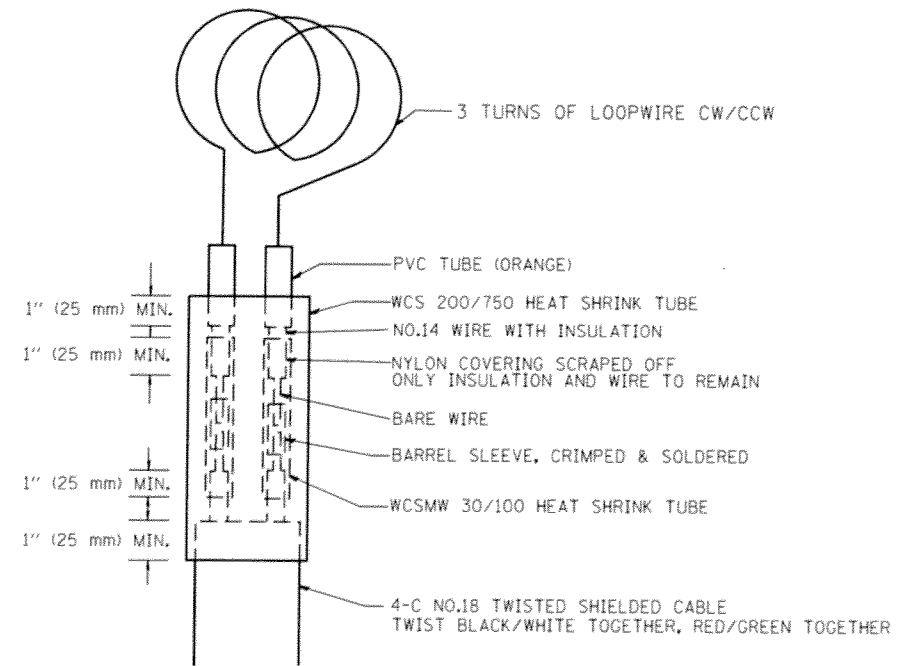 3 TURNS OF LOOPWIRE CW/CCW
PVC TUBE (ORANGE)
1" (25 mm) MIN.
WCS 200/750 HEAT SHRINK TUBE
NO.14 WIRE WITH INSULATION
1" (25 mm) MIN.
NYLON COVERING SCRAPED OFF
ONLY INSULATION AND WIRE TO REMAIN
BARE WIRE
BARREL SLEEVE, CRIMPED & SOLDERED
1" (25 mm) MIN.
WCSMW 30/100 HEAT SHRINK TUBE
1" (25 mm) MIN.
4-C NO.18 TWISTED SHIELDED CABLE
TWIST BLACK/WHITE TOGETHER, RED/GREEN TOGETHER